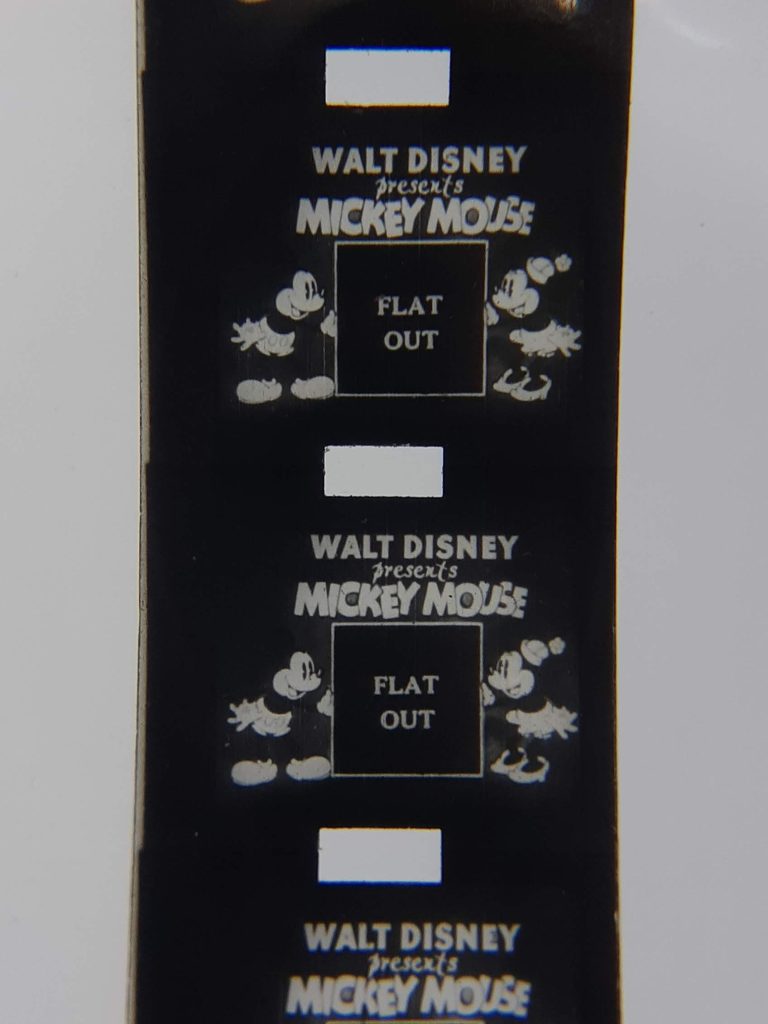 WALT DISNEY
presents
MICKEY MOUSE
FLAT
OUT
WALT DISNEY
presents
MICKEY MOUSE
FLAT
OUT
WALT DISNEY
presents
MICKEY MOUSE